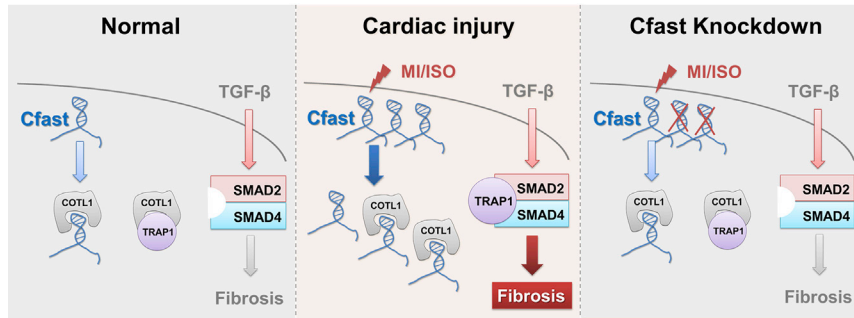 Normal
TGF-β
Cfast
COTL1
COTL1
TRAP1
SMAD2
SMAD4
Fibrosis
Cardiac injury
MI/ISO
TGF-β
Cfast
COTL1
COTL1
TRAP1
SMAD2
SMAD4
Fibrosis
Cfast Knockdown
MI/ISO
TGF-β
Cfast
COTL1
COTL1
TRAP1
SMAD2
SMAD4
Fibrosis